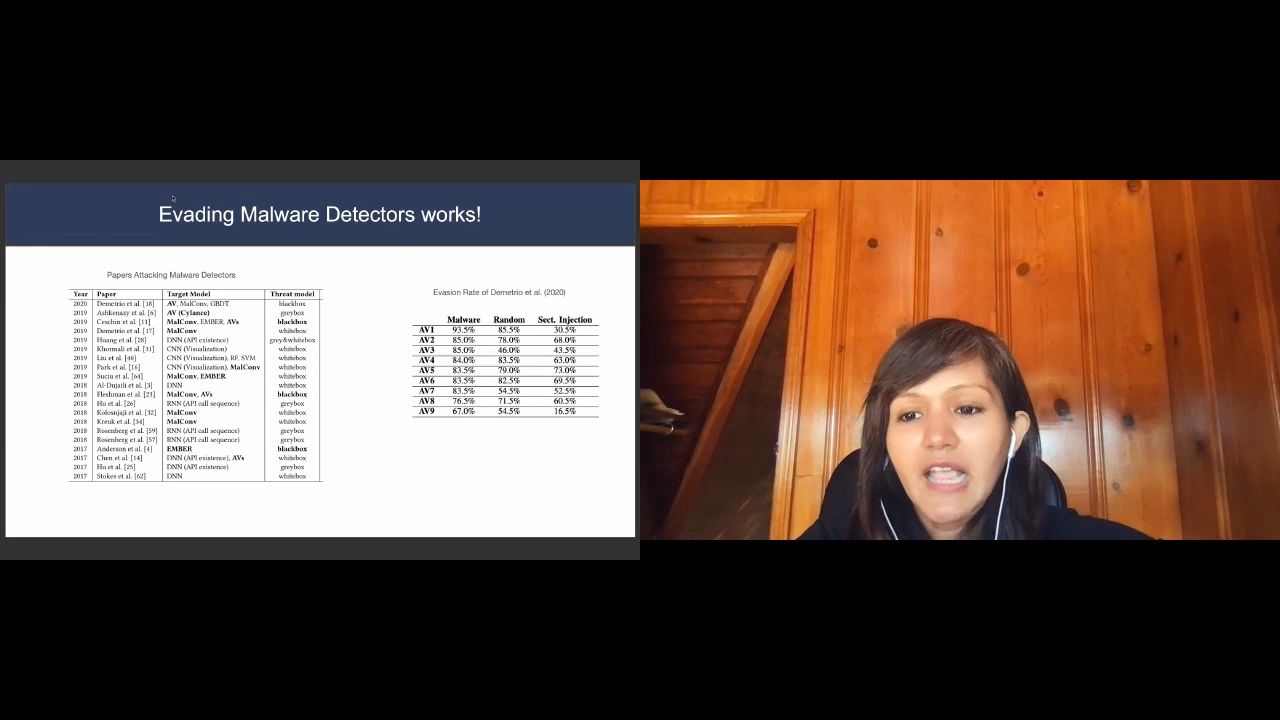 Evading Malware Detectors works!
Papers Attacking Malware Detectors
Year Paper Target Model Threat model
2020 Demetrio et al. [18] AV, MalConv, GBDT blackbox
2019 Ashkenazy et al. [6] AV (Cylance) greybox
2019 Ceschin et al. [11] MalConv, EMBER, AVs blackbox
2019 Demetrio et al. [17] MalConv whitebox
2019 Huang et al. [28] DNN (API existence) grey&whitebox
2019 Khormali et al. [31] CNN (Visualization) whitebox
2019 Liu et al. [40] CNN (Visualization), RF, SVM whitebox
2019 Park et al. [16] CNN (Visualization), MalConv whitebox
2019 Suciu et al. [64] MalConv, EMBER whitebox
2018 Al-Dujaili et al. [3] DNN whitebox
2018 Fleshman et al. [23] MalConv, AVs blackbox
2018 Hu et al. [26] RNN (API call sequence) greybox
2018 Kolosnjaji et al. [32] MalConv whitebox
2018 Kreuk et al. [34] MalConv whitebox
2018 Rosenberg et al. [59] RNN (API call sequence) greybox
2018 Rosenberg et al. [57] RNN (API call sequence) greybox
2017 Anderson et al. [4] EMBER blackbox
2017 Chen et al. [14] DNN (API existence), AVs whitebox
2017 Hu et al. [25] DNN (API existence) greybox
2017 Stokes et al. [62] DNN whitebox
Evasion Rate of Demetrio et al. (2020)
Malware Random Sect. Injection
AV1 93.5% 85.5% 30.5%
AV2 85.0% 78.0% 68.0%
AV3 85.0% 46.0% 43.5%
AV4 84.0% 83.5% 63.0%
AV5 83.5% 79.0% 73.0%
AV6 83.5% 82.5% 69.5%
AV7 83.5% 54.5% 52.5%
AV8 76.5% 71.5% 60.5%
AV9 67.0% 54.5% 16.5%